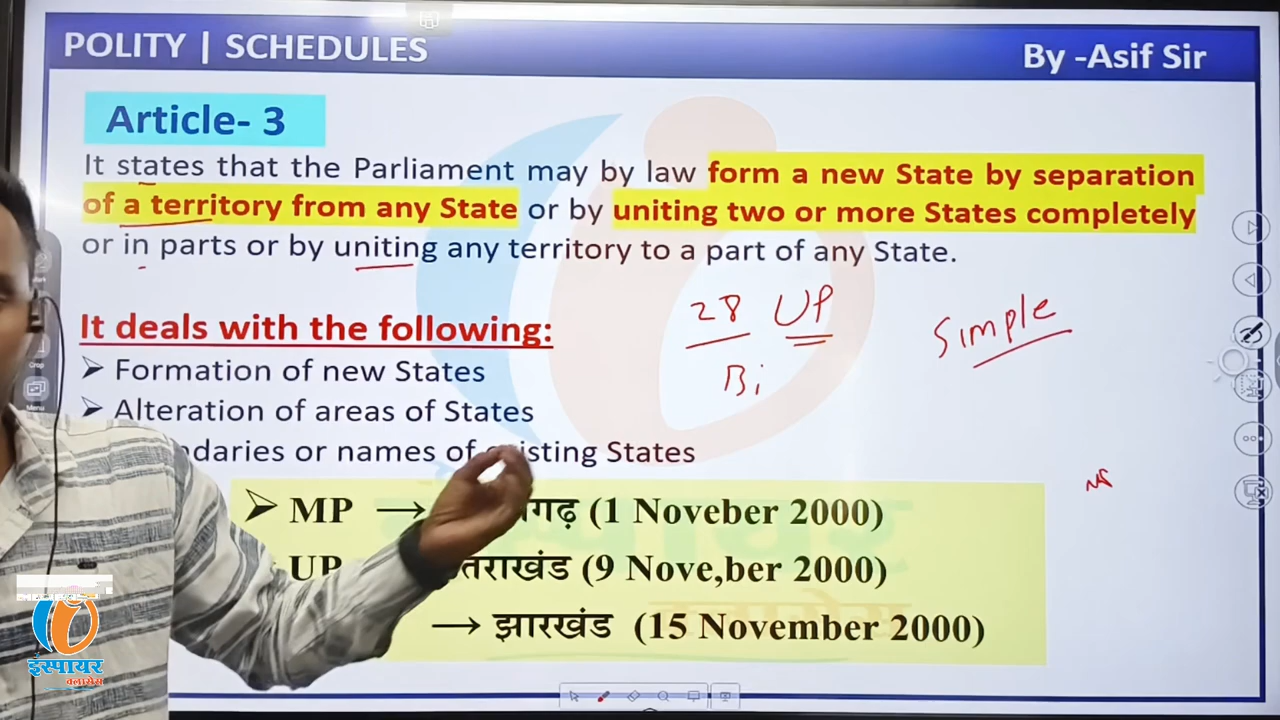 POLITY | SCHEDULES
By -Asif Sir
Article- 3
It states that the Parliament may by law form a new State by separation
of a territory from any State or by uniting two or more States completely
or in parts or by uniting any territory to a part of any State.
28 UP
Simple
Bi
It deals with the following:
➢ Formation of new States
➢ Alteration of areas of States
ndaries or names of existing States
➢ MP → गढ़ (1 Noveber 2000)
UP तराखंड (9 Nove,ber 2000)
→ झारखंड (15 November 2000)
इंस्पायर
क्लासेस
Menu